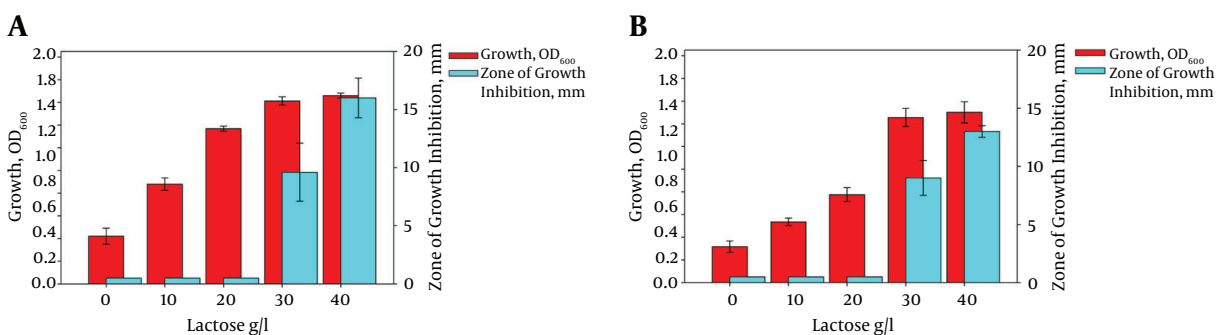 A
Growth, OD600
2.0
1.8
1.4
1.2
1.0
0.8
0.6
0.4
0.2
0.0
0 10 20 30 40
Lactose g/l
20
15
10
5
0
Zone of Growth Inhibition, mm
Growth, OD600
Zone of Growth
Inhibition, mm
B
Growth, OD600
2.0
1.8
1.4
1.2
1.0
0.8
0.6
0.4
0.2
0.0
0 10 20 30 40
Lactose g/l
20
15
10
5
0
Zone of Growth Inhibition, mm
Growth, OD600
Zone of Growth
Inhibition, mm